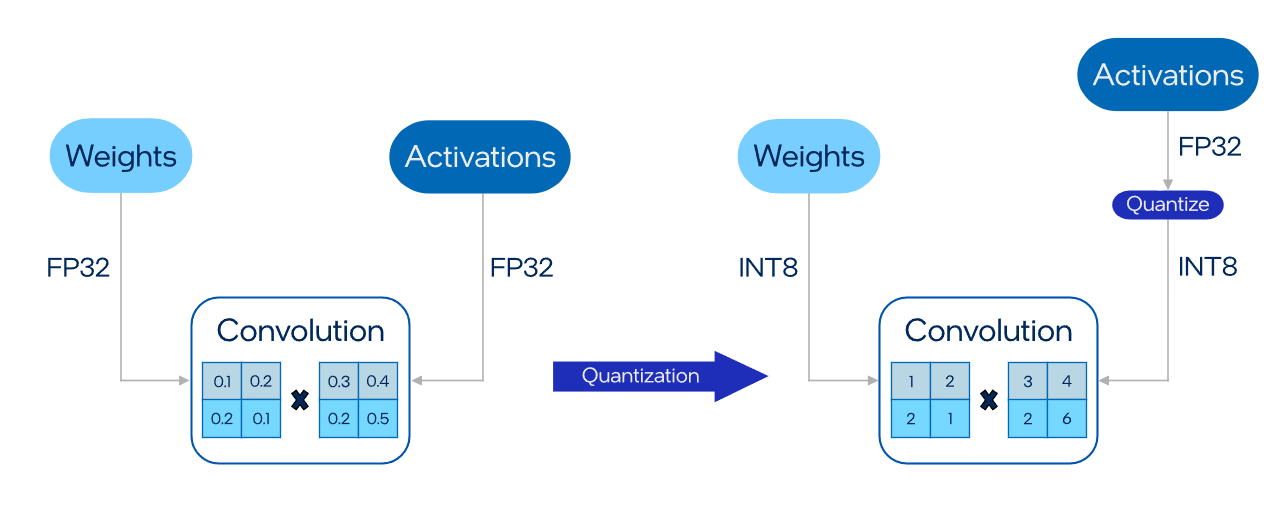 Weights
Activations
FP32
FP32
Convolution
0.1 0.2 0.3 0.4
0.2 0.1 0.2 0.5
Quantization
Activations
FP32
Weights
Quantize
INT8
INT8
Convolution
1 2 3 4
2 1 2 6